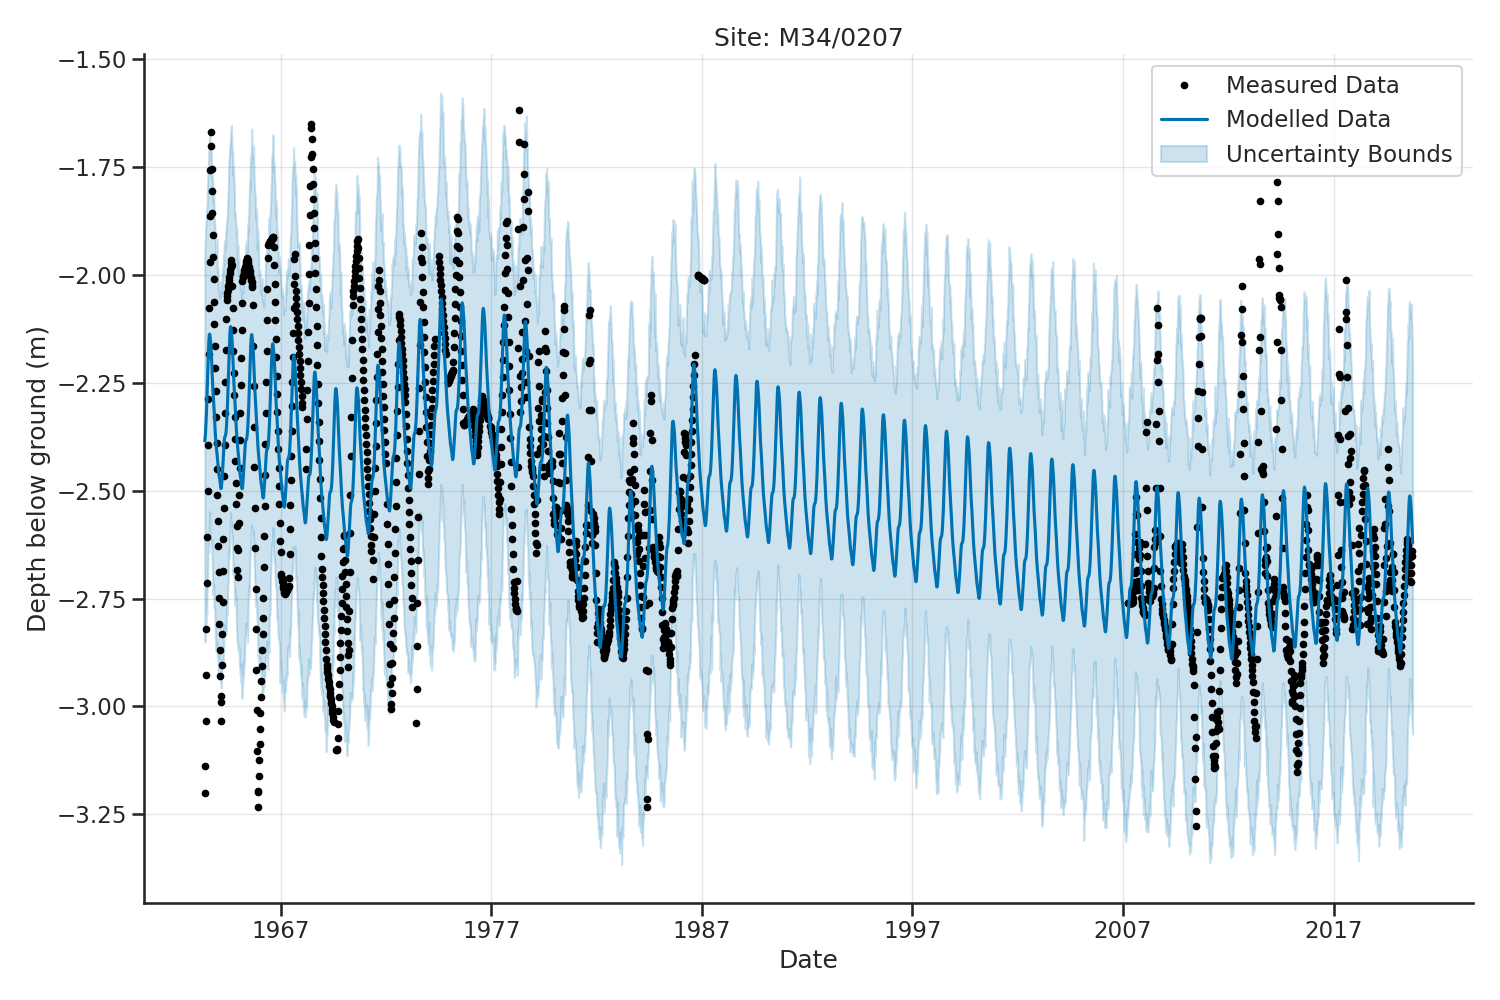 Site: M34/0207
Measured Data
Modelled Data
Uncertainty Bounds
−1.50
−1.75
−2.00
−2.25
−2.50
−2.75
−3.00
−3.25
Depth below ground (m)
1967
1977
1987
1997
2007
2017
Date